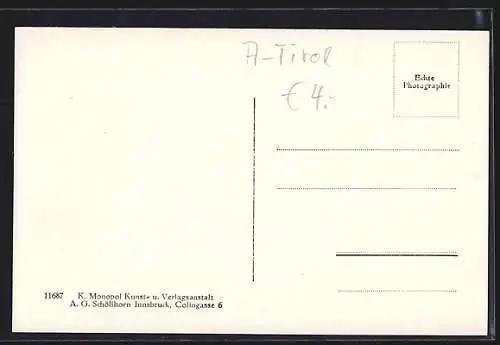 A-Tirol
€ 4.-
Echte
Photographie
11687 K. Monopol Kunst- u. Verlagsanstalt
A. G. Schöllhorn Innsbruck, Colingasse 6